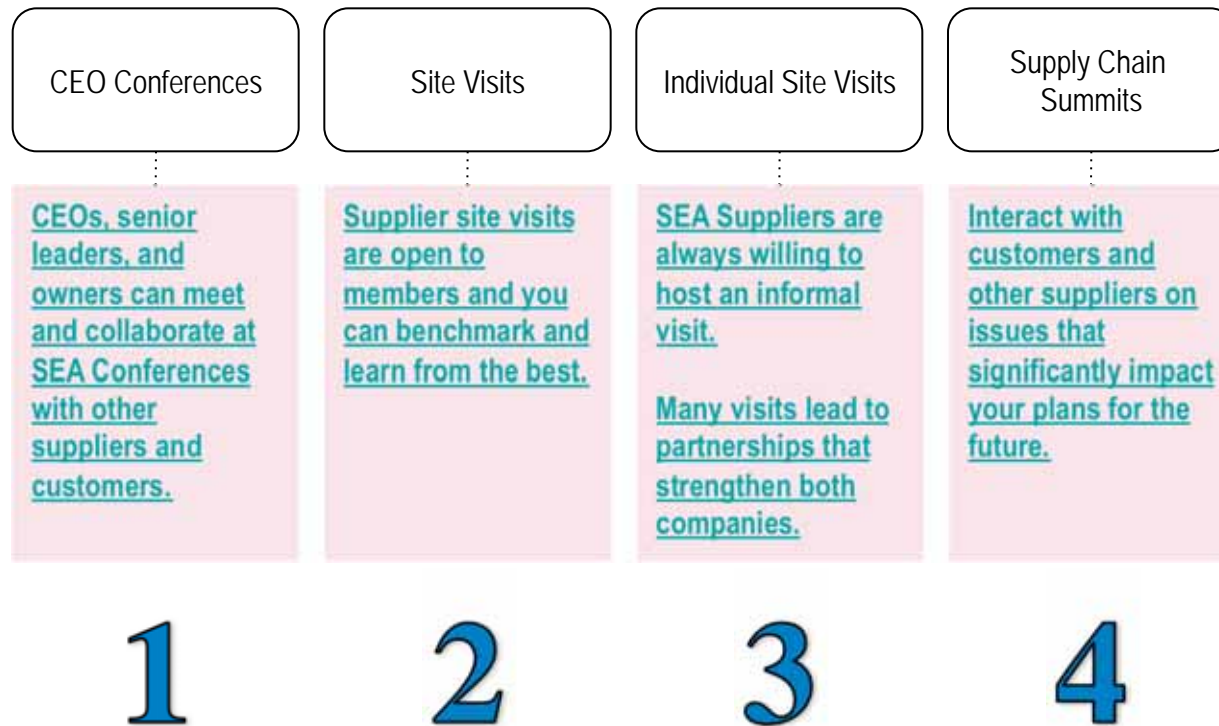 CEO Conferences
Site Visits
Individual Site Visits
Supply Chain
Summits
CEOs, senior
leaders, and
owners can meet
and collaborate at
SEA Conferences
with other
suppliers and
customers.
Supplier site visits
are open to
members and you
can benchmark and
learn from the best.
SEA Suppliers are
always willing to
host an informal
visit.
Many visits lead to
partnerships that
strengthen both
companies.
Interact with
customers and
other suppliers on
issues that
significantly impact
your plans for the
future.
1
2
3
4